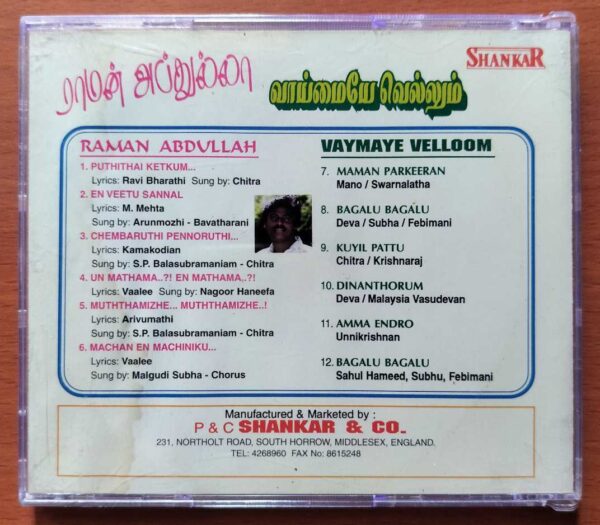 ராமன் அப்துல்லா
வாய்மையே வெல்லும்
SHANKAR
RAMAN ABDULLAH
1. PUTHITHAI KETKUM...
Lyrics: Ravi Bharathi Sung by: Chitra
2. EN VEETU SANNAL
Lyrics: M. Mehta
Sung by: Arunmozhi - Bavatharani
3. CHEMBARUTHI PENNORUTHI...
Lyrics: Kamakodian
Sung by: S.P. Balasubramaniam - Chitra
4. UN MATHAMA..?! EN MATHAMA..?!
Lyrics: Vaalee Sung by: Nagoor Haneefa
5. MUTHTHAMIZHE... MUTHTHAMIZHE..!
Lyrics: Arivumathi
Sung by: S.P. Balasubramaniam - Chitra
6. MACHAN EN MACHINIKU...
Lyrics: Vaalee
Sung by: Malgudi Subha - Chorus
VAYMAYE VELLOOM
7. MAMAN PARKEERAN
Mano / Swarnalatha
8. BAGALU BAGALU
Deva / Subha / Febimani
9. KUYIL PATTU
Chitra / Krishnaraj
10. DINANTHORUM
Deva / Malaysia Vasudevan
11. AMMA ENDRO
Unnikrishnan
12. BAGALU BAGALU
Sahul Hameed, Subhu, Febimani
Manufactured & Marketed by :
P & C SHANKAR & CO..
231, NORTHOLT ROAD, SOUTH HORROW, MIDDLESEX, ENGLAND.
TEL: 4268960 FAX No: 8615248